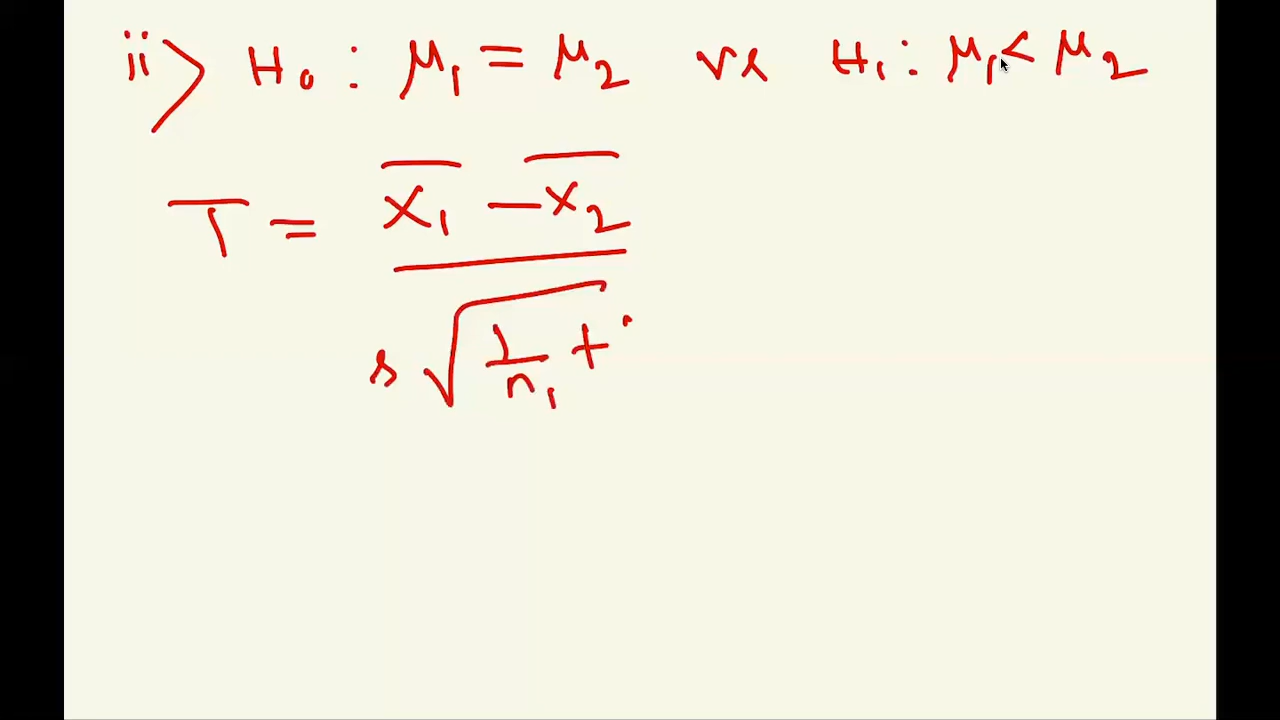 ii> H₀ : μ₁ = μ₂ vs H₁ : μ₁ < μ₂
T = x̄₁ − x̄₂
s √ 1/n₁ +